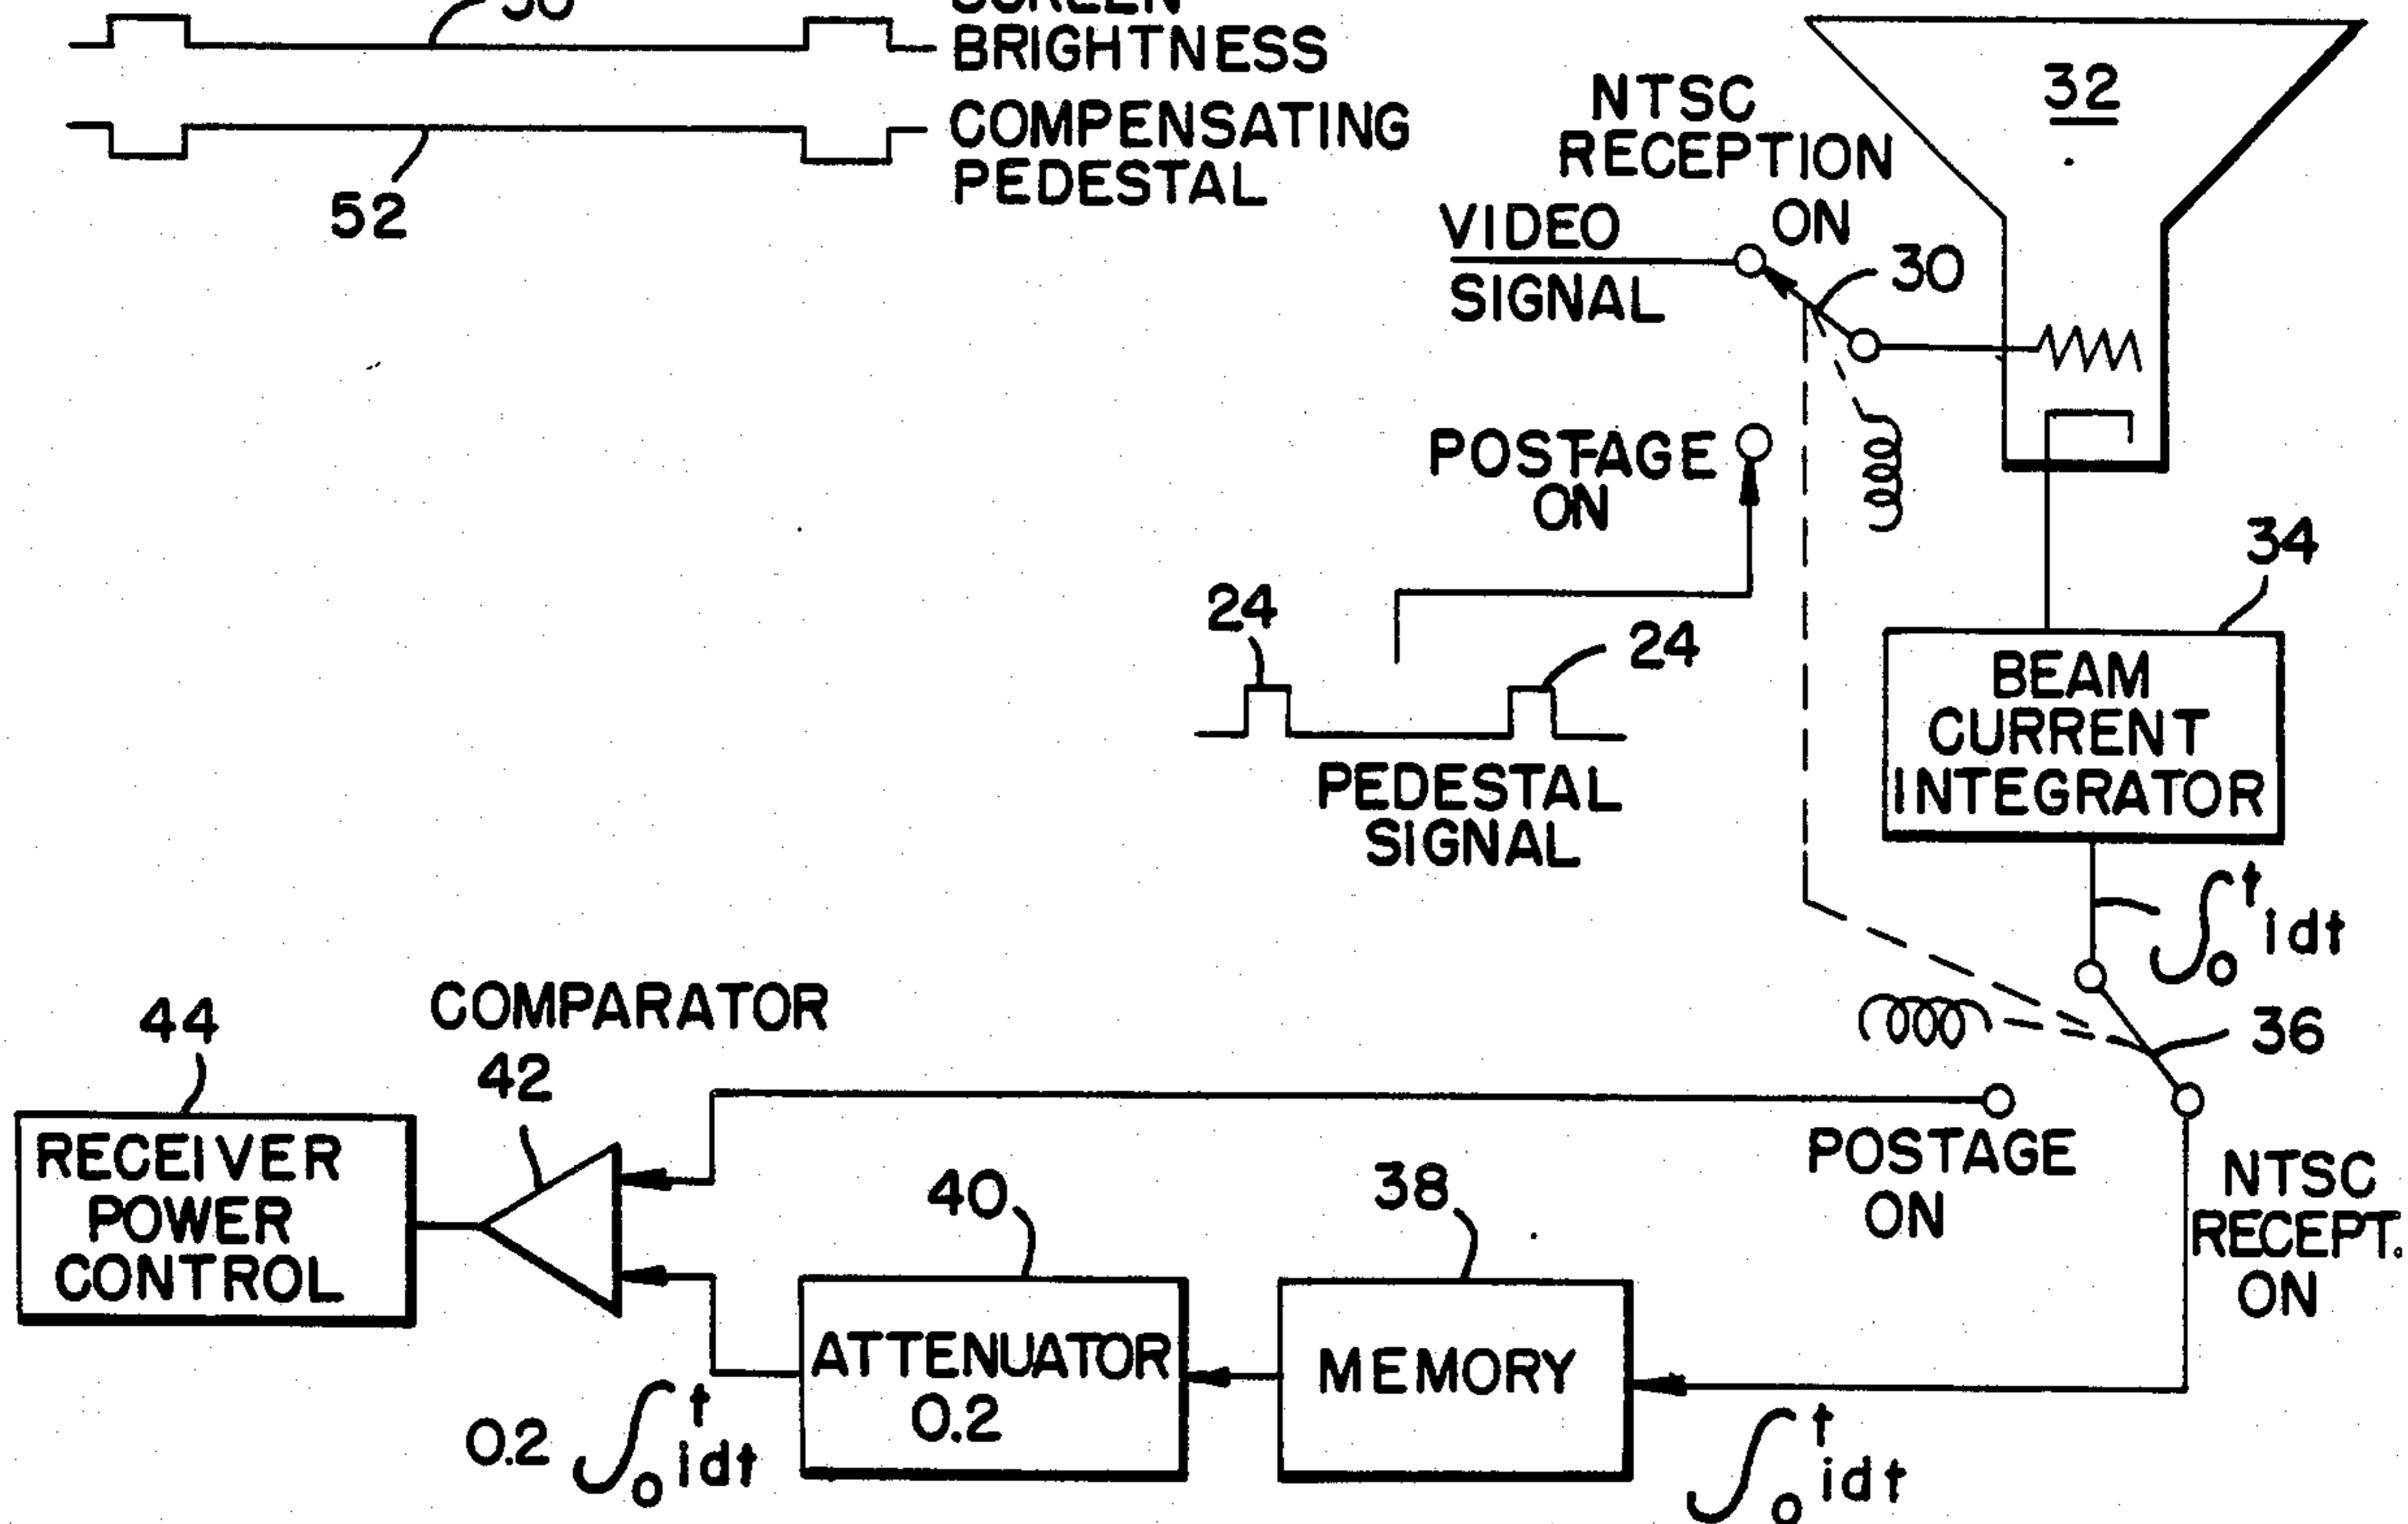 BRIGHTNESS
COMPENSATING
PEDESTAL
52
NTSC
RECEPTION
ON
32
VIDEO
SIGNAL
30
POSTAGE
ON
34
24
24
PEDESTAL
SIGNAL
BEAM
CURRENT
INTEGRATOR
∫₀ᵗ idt
36
44
COMPARATOR
42
RECEIVER
POWER
CONTROL
POSTAGE
ON
NTSC
RECEPT.
ON
40
38
ATTENUATOR
0.2
MEMORY
0.2 ∫₀ᵗ idt
∫₀ᵗ idt